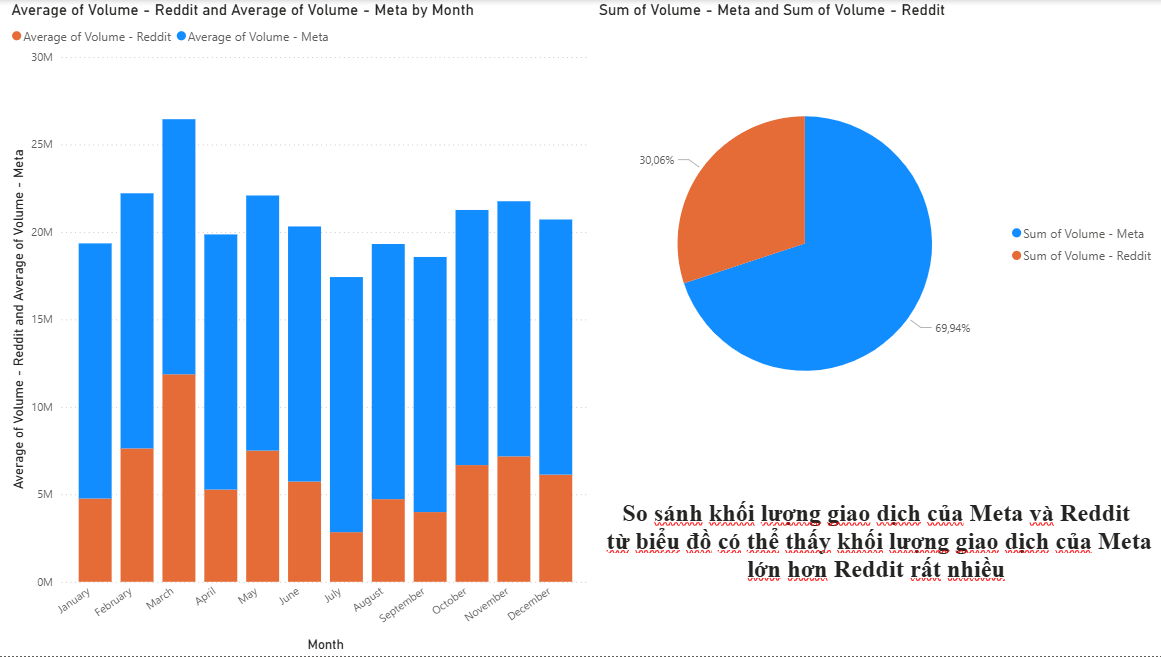 Average of Volume - Reddit and Average of Volume - Meta by Month
Average of Volume - Reddit Average of Volume - Meta
Average of Volume - Reddit and Average of Volume - Meta
30M
25M
20M
15M
10M
5M
0M
January
February
March
April
May
June
July
August
September
October
November
December
Month
Sum of Volume - Meta and Sum of Volume - Reddit
30,06%
69,94%
Sum of Volume - Meta
Sum of Volume - Reddit
So sánh khối lượng giao dịch của Meta và Reddit
từ biểu đồ có thể thấy khối lượng giao dịch của Meta
lớn hơn Reddit rất nhiều